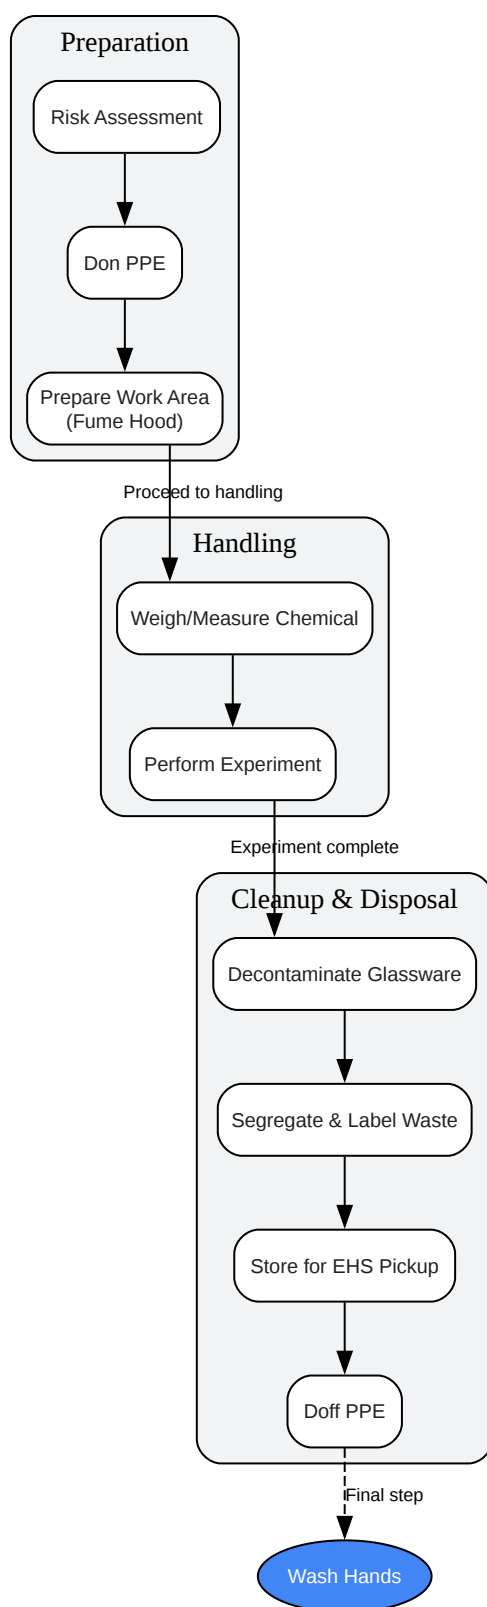 Preparation
Risk Assessment
Don PPE
Prepare Work Area
(Fume Hood)
Proceed to handling
Handling
Weigh/Measure Chemical
Perform Experiment
Experiment complete
Cleanup & Disposal
Decontaminate Glassware
Segregate & Label Waste
Store for EHS Pickup
Doff PPE
Final step
Wash Hands